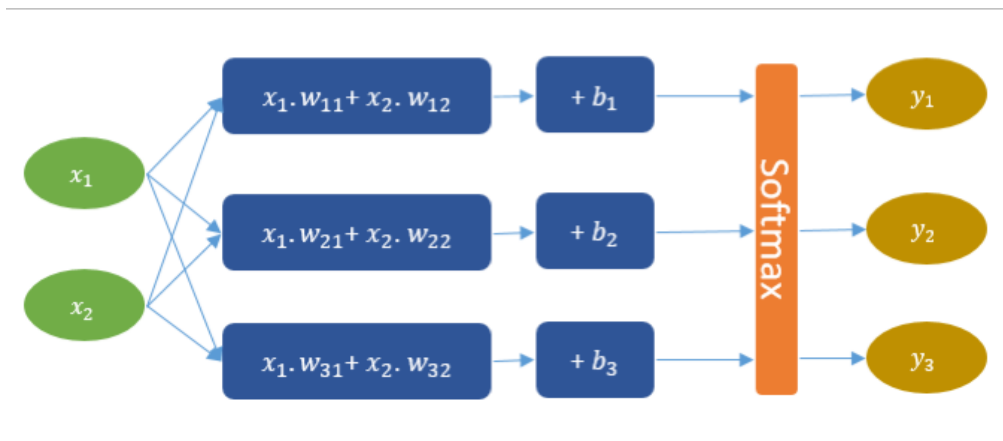 x₁
x₂
x₁. w₁₁+ x₂. w₁₂
+ b₁
x₁. w₂₁+ x₂. w₂₂
+ b₂
x₁. w₃₁+ x₂. w₃₂
+ b₃
Softmax
y₁
y₂
y₃